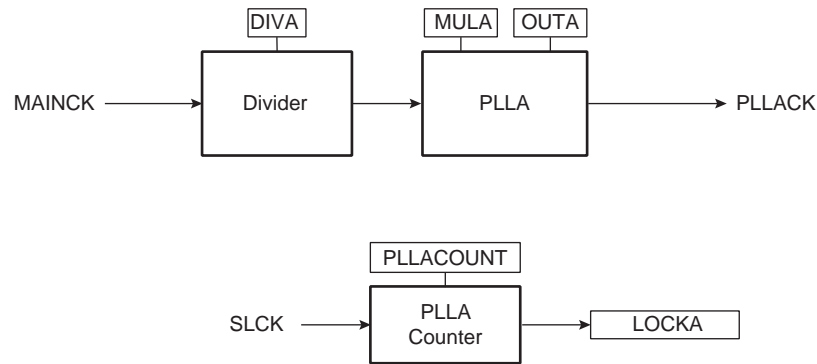 DIVA
MULA
OUTA
MAINCK
Divider
PLLA
PLLACK
PLLACOUNT
SLCK
PLLA
Counter
LOCKA